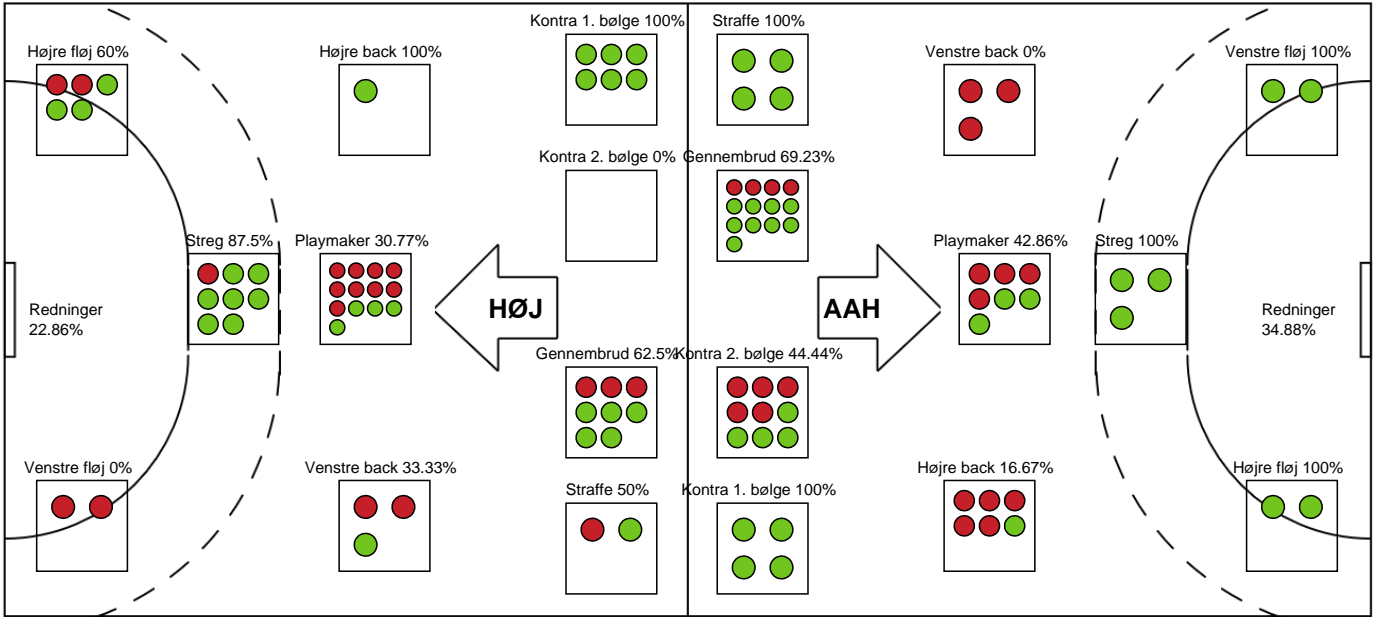 Kontra 1. bølge 100%
Straffe 100%
Højre fløj 60%
Højre back 100%
Venstre back 0%
Venstre fløj 100%
Kontra 2. bølge 0%
Gennembrud 69.23%
Streg 87.5%
Playmaker 30.77%
Playmaker 42.86%
Streg 100%
Redninger
22.86%
HØJ
AAH
Redninger
34.88%
Gennembrud 62.5%
Kontra 2. bølge 44.44%
Venstre fløj 0%
Venstre back 33.33%
Straffe 50%
Kontra 1. bølge 100%
Højre back 16.67%
Højre fløj 100%